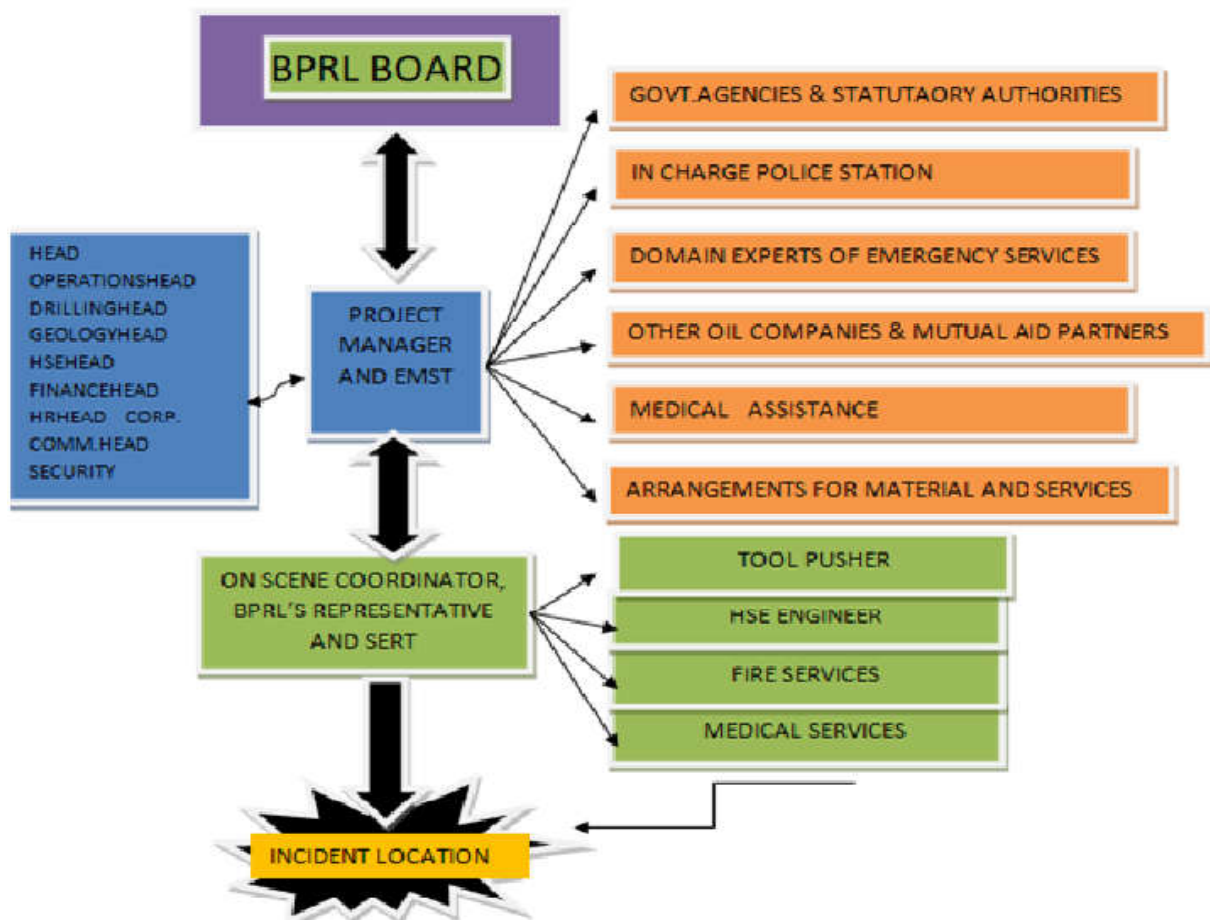 BPRL BOARD
GOVT.AGENCIES & STATUTAORY AUTHORITIES
IN CHARGE POLICE STATION
DOMAIN EXPERTS OF EMERGENCY SERVICES
OTHER OIL COMPANIES & MUTUAL AID PARTNERS
MEDICAL ASSISTANCE
ARRANGEMENTS FOR MATERIAL AND SERVICES
HEAD
OPERATIONSHEAD
DRILLINGHEAD
GEOLOGYHEAD
HSEHEAD
FINANCEHEAD
HRHEAD CORP.
COMM.HEAD
SECURITY
PROJECT
MANAGER
AND EMST
ON SCENE COORDINATOR,
BPRL'S REPRESENTATIVE
AND SERT
TOOL PUSHER
HSE ENGINEER
FIRE SERVICES
MEDICAL SERVICES
INCIDENT LOCATION